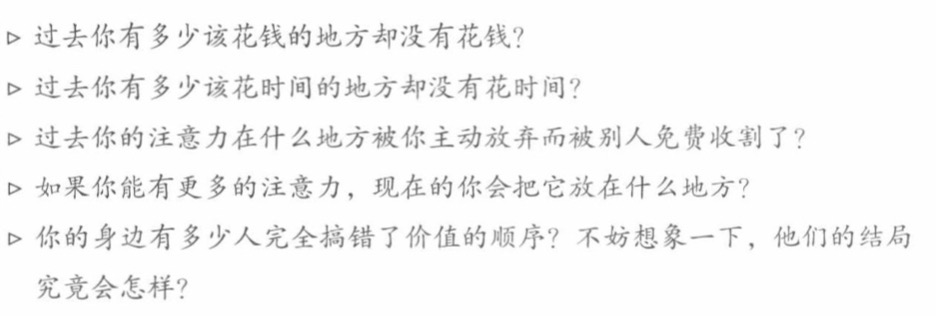 ▷ 过去你有多少该花钱的地方却没有花钱？
▷ 过去你有多少该花时间的地方却没有花时间？
▷ 过去你的注意力在什么地方被你主动放弃而被别人免费收割了？
▷ 如果你能有更多的注意力，现在的你会把它放在什么地方？
▷ 你的身边有多少人完全搞错了价值的顺序？不妨想象一下，他们的结局
究竟会怎样？